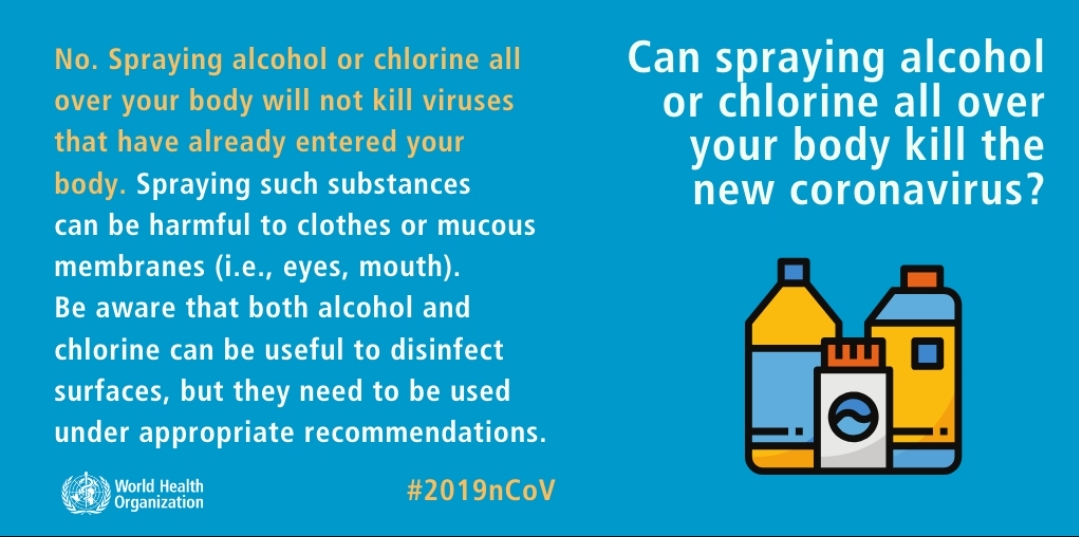 Can spraying alcohol
or chlorine all over
your body kill the
new coronavirus?
No. Spraying alcohol or chlorine all
over your body will not kill viruses
that have already entered your
body. Spraying such substances
can be harmful to clothes or mucous
membranes (i.e., eyes, mouth).
Be aware that both alcohol and
chlorine can be useful to disinfect
surfaces, but they need to be used
under appropriate recommendations.
World Health
Organization
#2019nCoV